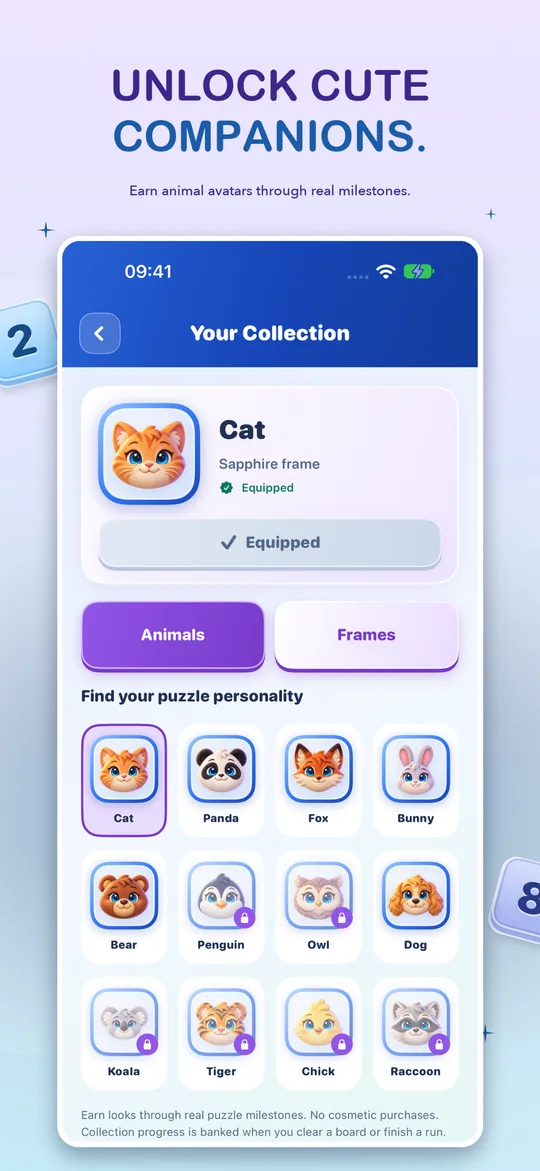 UNLOCK CUTE
COMPANIONS.
Earn animal avatars through real milestones.
09:41
2
Your Collection
Cat
Sapphire frame
Equipped
Equipped
Animals
Frames
Find your puzzle personality
Cat
Panda
Fox
Bunny
Bear
Penguin
Owl
Dog
8
Koala
Tiger
Chick
Raccoon
Earn looks through real puzzle milestones. No cosmetic purchases.
Collection progress is banked when you clear a board or finish a run.